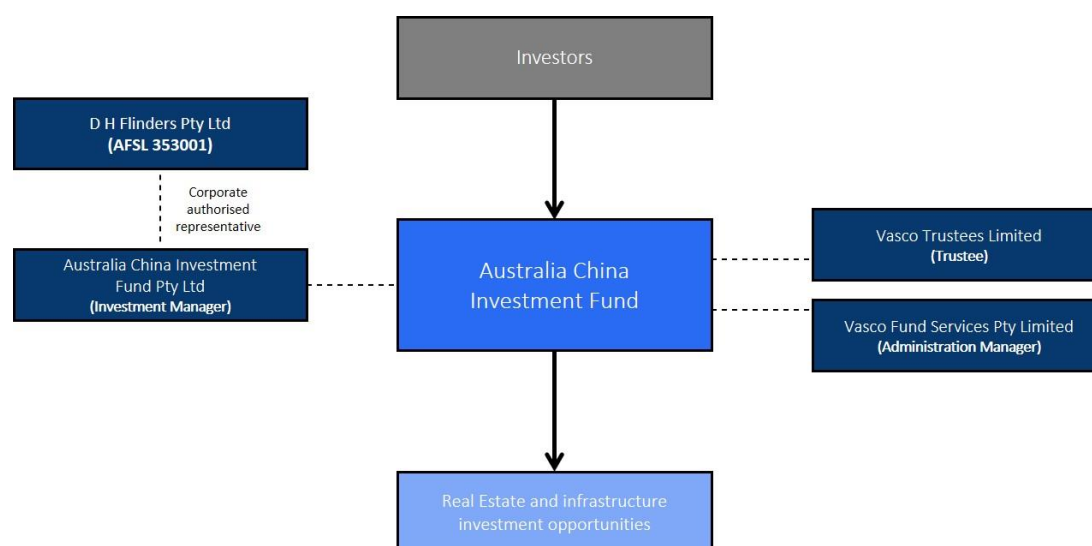 Investors
D H Flinders Pty Ltd
(AFSL 353001)
Corporate
authorised
representative
Australia China Investment
Fund Pty Ltd
(Investment Manager)
Australia China
Investment Fund
Vasco Trustees Limited
(Trustee)
Vasco Fund Services Pty Limited
(Administration Manager)
Real Estate and infrastructure
investment opportunities